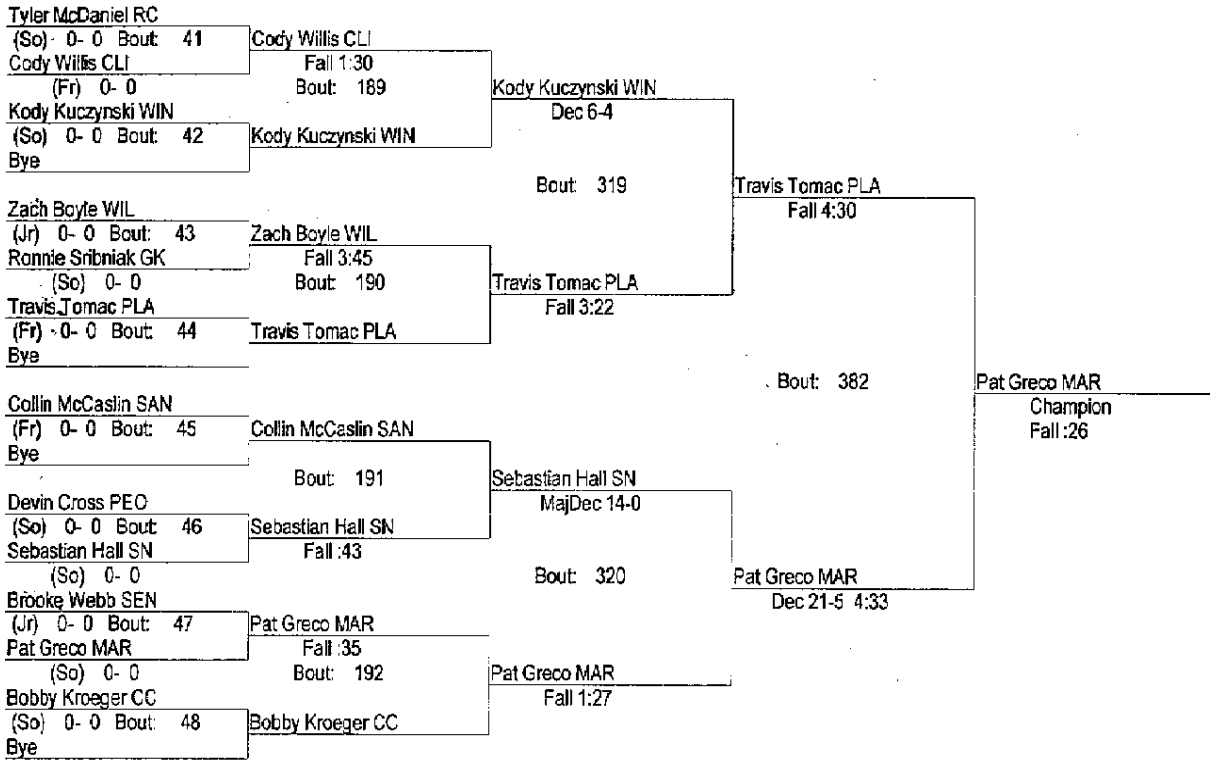 Tyler McDaniel RC
(So) 0- 0 Bout: 41
Cody Willis CLI
(Fr) 0- 0
Kody Kuczynski WIN
(So) 0- 0 Bout: 42
Bye
Zach Boyle WIL
(Jr) 0- 0 Bout: 43
Ronnie Sribniak GK
(So) 0- 0
Travis Tomac PLA
(Fr) 0- 0 Bout: 44
Bye
Collin McCaslin SAN
(Fr) 0- 0 Bout: 45
Bye
Devin Cross PEO
(So) 0- 0 Bout: 46
Sebastian Hall SN
(So) 0- 0
Brooke Webb SEN
(Jr) 0- 0 Bout: 47
Pat Greco MAR
(So) 0- 0
Bobby Kroeger CC
(So) 0- 0 Bout: 48
Bye
Cody Willis CLI
Fall 1:30
Bout: 189
Kody Kuczynski WIN
Zach Boyle WIL
Fall 3:45
Bout: 190
Travis Tomac PLA
Collin McCaslin SAN
Bout: 191
Sebastian Hall SN
Fall :43
Pat Greco MAR
Fall :35
Bout: 192
Bobby Kroeger CC
Kody Kuczynski WIN
Dec 6-4
Bout: 319
Travis Tomac PLA
Fall 3:22
Sebastian Hall SN
MajDec 14-0
Bout: 320
Pat Greco MAR
Fall 1:27
Travis Tomac PLA
Fall 4:30
Bout: 382
Pat Greco MAR
Dec 21-5 4:33
Pat Greco MAR
Champion
Fall :26